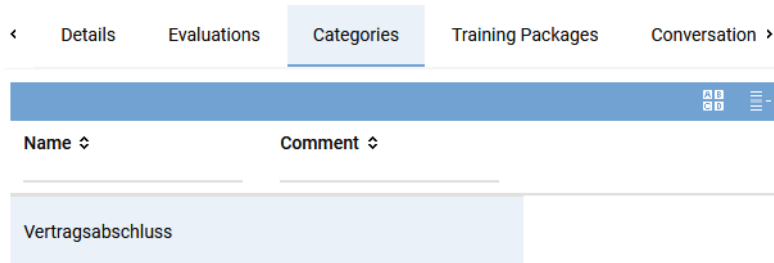 Details Evaluations Categories Training Packages Conversation
A B
C D
Name Comment
Vertragsabschluss